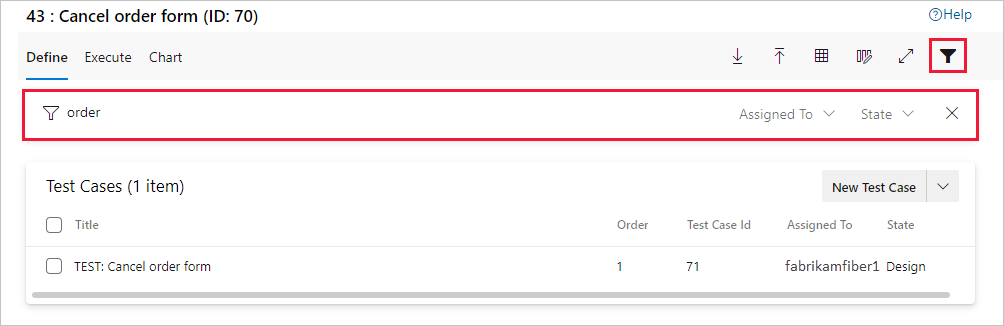 43 : Cancel order form (ID: 70)
Help
Define Execute Chart
order Assigned To State
Test Cases (1 item)
New Test Case
Title Order Test Case Id Assigned To State
TEST: Cancel order form 1 71 fabrikamfiber1 Design